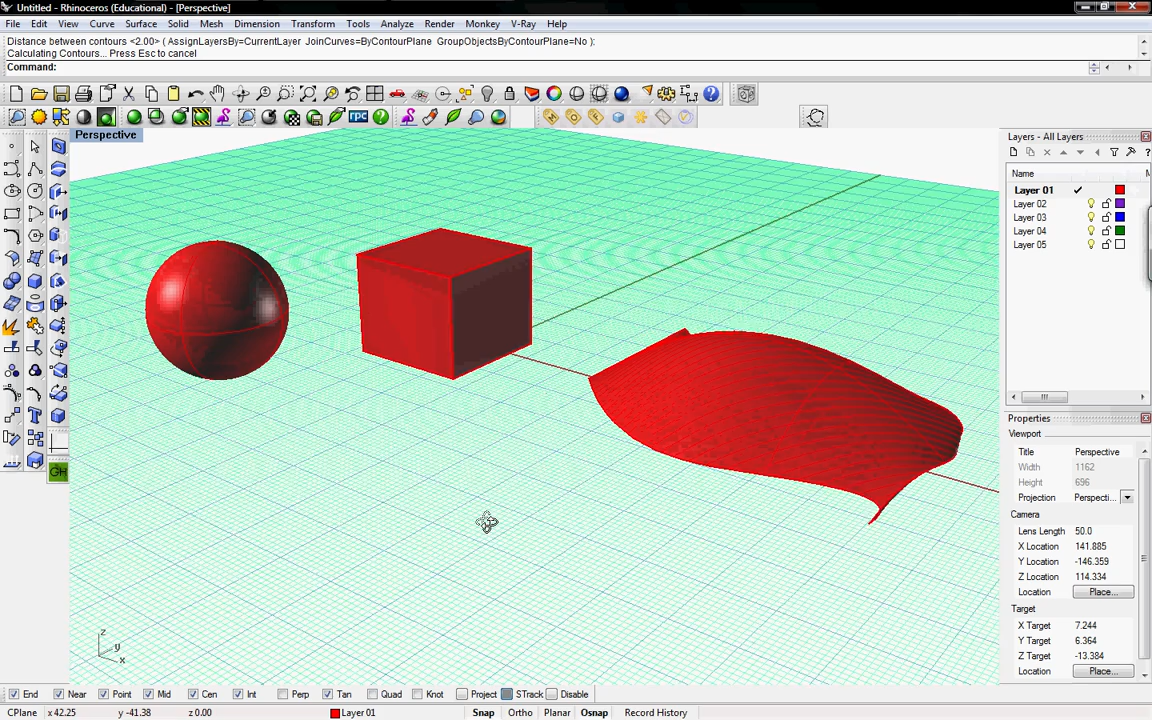 Untitled - Rhinoceros (Educational) - [Perspective]
File Edit View Curve Surface Solid Mesh Dimension Transform Tools Analyze Render Monkey V-Ray Help
Distance between contours <2.00> ( AssignLayersBy=CurrentLayer JoinCurves=ByContourPlane GroupObjectsByContourPlane=No ):
Calculating Contours... Press Esc to cancel
Command:
rpc
Perspective
Layers - All Layers
Name M
Layer 01
Layer 02
Layer 03
Layer 04
Layer 05
GH
Properties
Viewport
Title Perspective
Width 1162
Height 696
Projection Perspecti...
Camera
Lens Length 50.0
X Location 141.885
Y Location -146.359
Z Location 114.334
Location Place...
Target
X Target 7.244
Y Target 6.364
Z Target -13.384
Location Place...
z
y
x
End Near Point Mid Cen Int Perp Tan Quad Knot Project STrack Disable
CPlane x 42.25 y -41.38 z 0.00 Layer 01 Snap Ortho Planar Osnap Record History